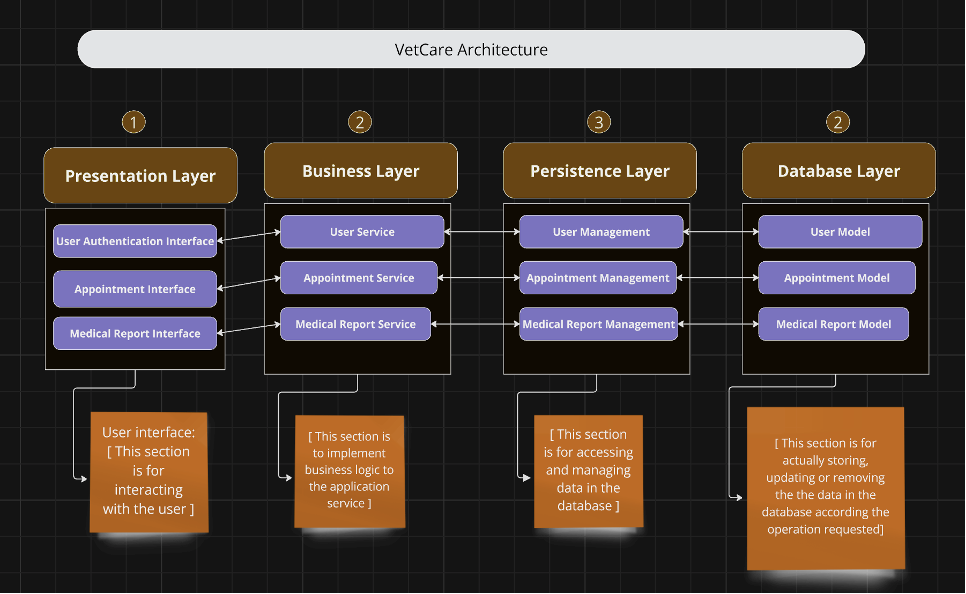 VetCare Architecture
1
2
3
2
Presentation Layer
Business Layer
Persistence Layer
Database Layer
User Authentication Interface
User Service
User Management
User Model
Appointment Interface
Appointment Service
Appointment Management
Appointment Model
Medical Report Interface
Medical Report Service
Medical Report Management
Medical Report Model
User interface:
[ This section
is for
interacting
with the user ]
[ This section is
to implement
business logic to
the application
service ]
[ This section
is for accessing
and managing
data in the
database ]
[ This section is for
actually storing,
updating or removing
the the data in the
database according the
operation requested]